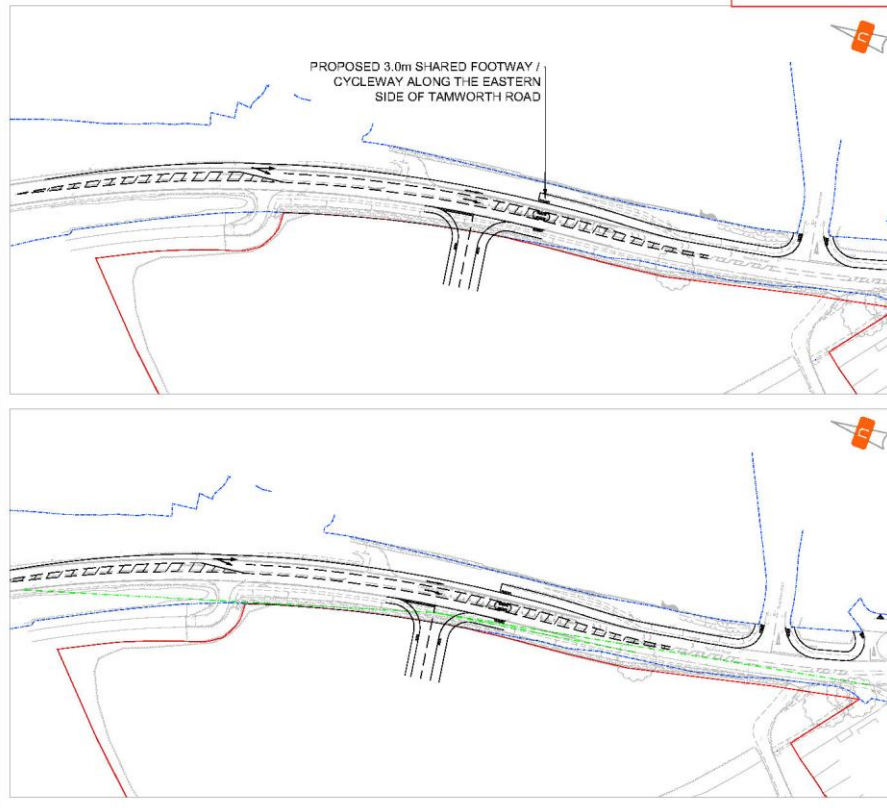 PROPOSED 3.0m SHARED FOOTWAY /
CYCLEWAY ALONG THE EASTERN
SIDE OF TAMWORTH ROAD